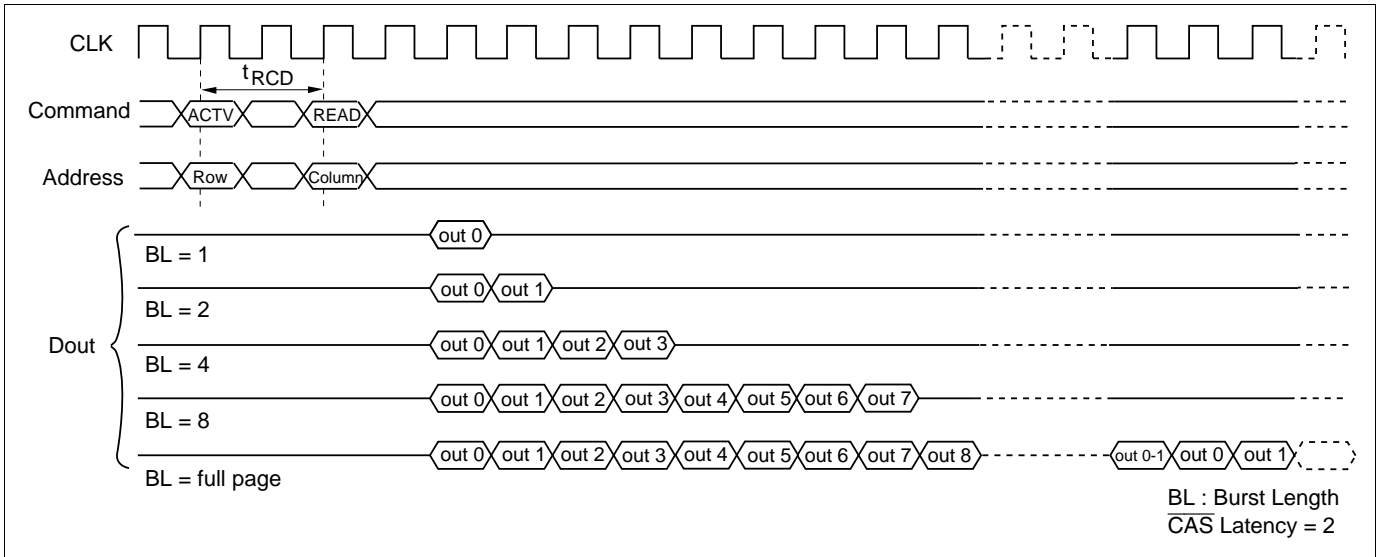 CLK
tRCD
Command ACTV READ
Address Row Column
Dout
out 0
BL = 1
out 0 out 1
BL = 2
out 0 out 1 out 2 out 3
BL = 4
out 0 out 1 out 2 out 3 out 4 out 5 out 6 out 7
BL = 8
out 0 out 1 out 2 out 3 out 4 out 5 out 6 out 7 out 8 out 0-1 out 0 out 1
BL = full page
BL : Burst Length
CAS Latency = 2